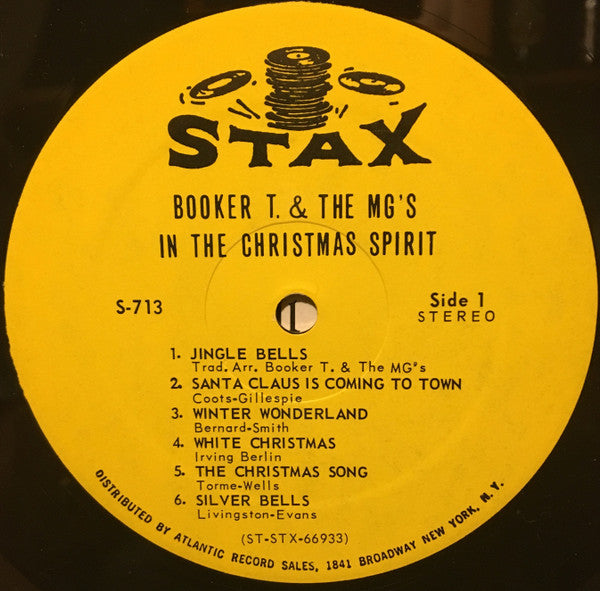 STAX
BOOKER T. & THE MG'S
IN THE CHRISTMAS SPIRIT
S-713
Side 1
STEREO
1. JINGLE BELLS
Trad. Arr. Booker T. & The MG's
2. SANTA CLAUS IS COMING TO TOWN
Coots-Gillespie
3. WINTER WONDERLAND
Bernard-Smith
4. WHITE CHRISTMAS
Irving Berlin
5. THE CHRISTMAS SONG
Torme-Wells
6. SILVER BELLS
Livingston-Evans
(ST-STX-66933)
DISTRIBUTED BY ATLANTIC RECORD SALES, 1841 BROADWAY NEW YORK, N.Y.